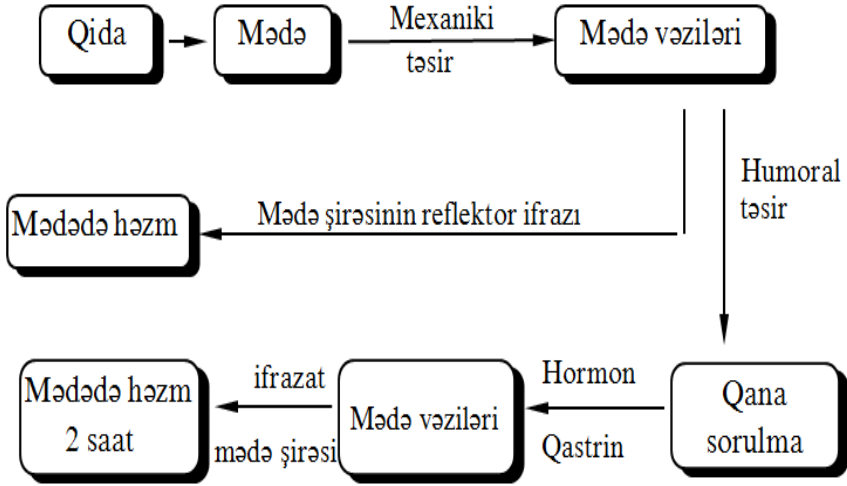 Qida
Mədə
Mexaniki
təsir
Mədə vəziləri
Humoral
təsir
Mədə şirəsinin reflektor ifrazı
Mədədə həzm
Qana
sorulma
Hormon
Qastrin
Mədə vəziləri
ifrazat
mədə şirəsi
Mədədə həzm
2 saat